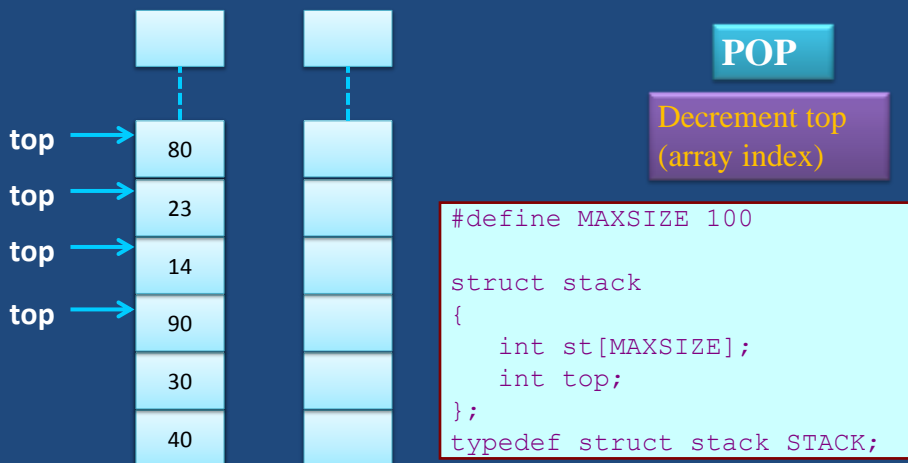 POP
Decrement top
(array index)
top
80
top
23
top
14
top
90
30
40
#define MAXSIZE 100
struct stack
{
int st[MAXSIZE];
int top;
};
typedef struct stack STACK;